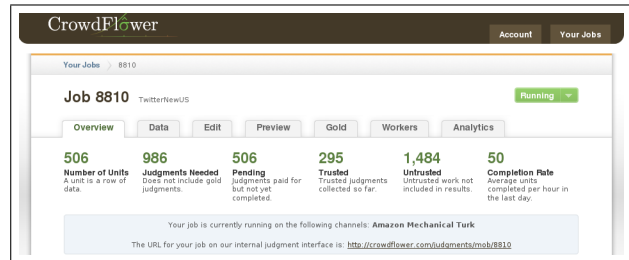 CrowdFlower
Account Your Jobs
Your Jobs 8810
Job 8810 TwitterNewUS Running
Overview Data Edit Preview Gold Workers Analytics
506 986 506 295 1,484 50
Number of Units Judgments Needed Pending Trusted Untrusted Completion Rate
A unit is a row of Does not include gold Judgments paid for Trusted judgments Untrusted work not Average units
data. judgments. but not yet collected so far. included in results. completed per hour in
completed. the last day.
Your job is currently running on the following channels: Amazon Mechanical Turk
The URL for your job on our internal judgment interface is: http://crowdflower.com/judgments/mob/8810